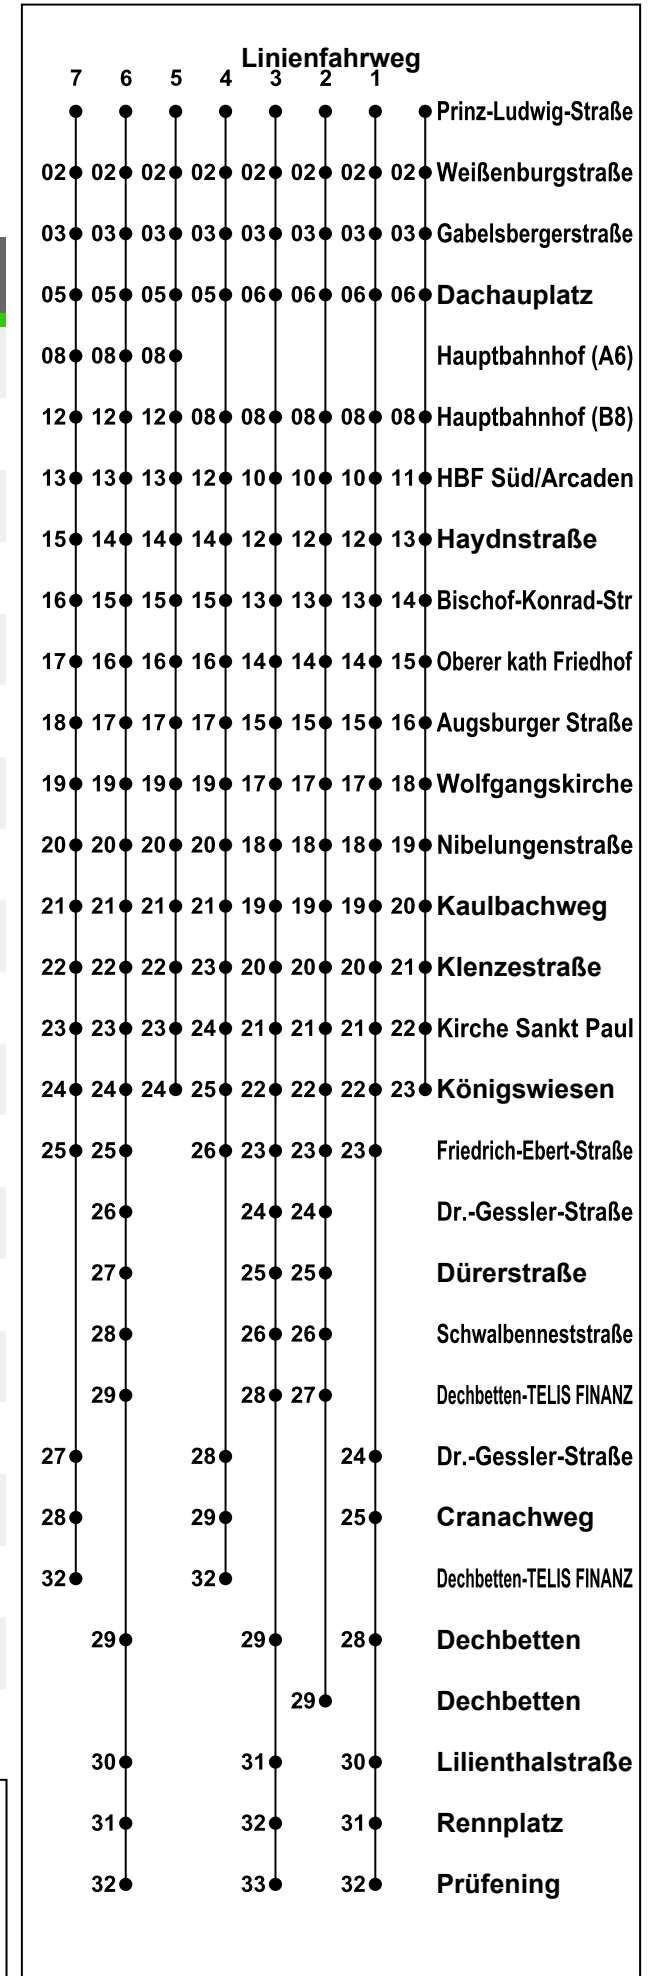 Linienfahrweg
7 6 5 4 3 2 1
Prinz-Ludwig-Straße
02 02 02 02 02 02 02 02 Weißenburgstraße
03 03 03 03 03 03 03 03 Gabelsbergerstraße
05 05 05 05 06 06 06 06 Dachauplatz
08 08 08 Hauptbahnhof (A6)
12 12 12 08 08 08 08 08 Hauptbahnhof (B8)
13 13 13 12 10 10 10 11 HBF Süd/Arcaden
15 14 14 14 12 12 12 13 Haydnstraße
16 15 15 15 13 13 13 14 Bischof-Konrad-Str
17 16 16 16 14 14 14 15 Oberer kath Friedhof
18 17 17 17 15 15 15 16 Augsburger Straße
19 19 19 19 17 17 17 18 Wolfgangskirche
20 20 20 20 18 18 18 19 Nibelungenstraße
21 21 21 21 19 19 19 20 Kaulbachweg
22 22 22 23 20 20 20 21 Klenzestraße
23 23 23 24 21 21 21 22 Kirche Sankt Paul
24 24 24 25 22 22 22 23 Königswiesen
25 25 26 23 23 23 Friedrich-Ebert-Straße
26 24 24 Dr.-Gessler-Straße
27 25 25 Dürerstraße
28 26 26 Schwalbenneststraße
29 28 27 Dechbetten-TELIS FINANZ
27 28 24 Dr.-Gessler-Straße
28 29 25 Cranachweg
32 32 Dechbetten-TELIS FINANZ
29 29 28 Dechbetten
29 Dechbetten
30 31 30 Lilienthalstraße
31 32 31 Rennplatz
32 33 32 Prüfening